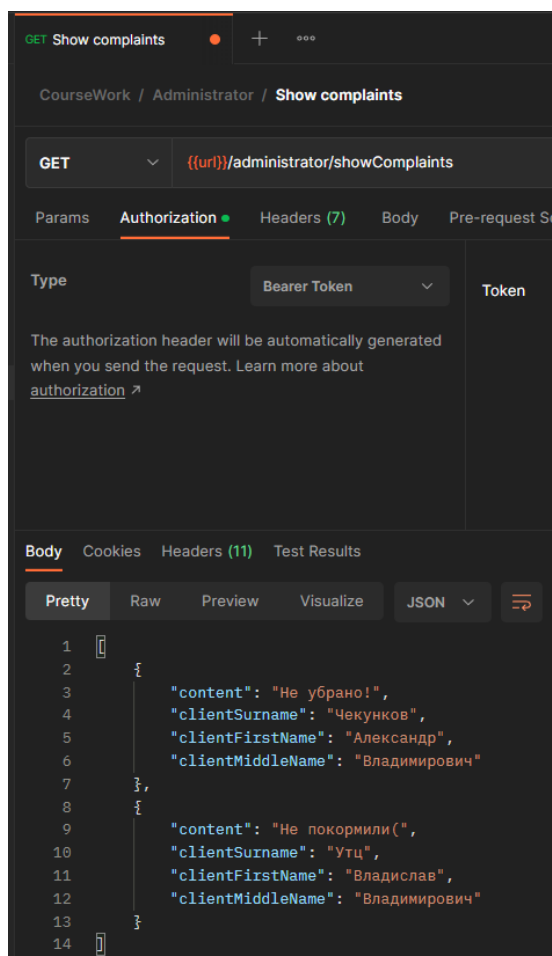 GET Show complaints
CourseWork / Administrator / Show complaints
GET {{url}}/administrator/showComplaints
Params Authorization Headers (7) Body Pre-request
Type Bearer Token Token
The authorization header will be automatically generated
when you send the request. Learn more about
authorization ↗
Body Cookies Headers (11) Test Results
Pretty Raw Preview Visualize JSON
1 [
2 {
3 "content": "Не убрано!",
4 "clientSurname": "Чекунков",
5 "clientFirstName": "Александр",
6 "clientMiddleName": "Владимирович"
7 },
8 {
9 "content": "Не покормили(",
10 "clientSurname": "Утц",
11 "clientFirstName": "Владислав",
12 "clientMiddleName": "Владимирович"
13 }
14 ]